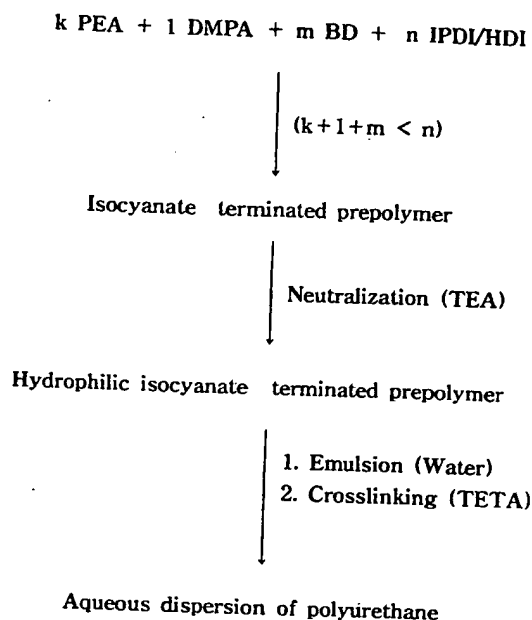 k PEA + l DMPA + m BD + n IPDI/HDI
(k+l+m < n)
Isocyanate terminated prepolymer
Neutralization (TEA)
Hydrophilic isocyanate terminated prepolymer
1. Emulsion (Water)
2. Crosslinking (TETA)
Aqueous dispersion of polyurethane